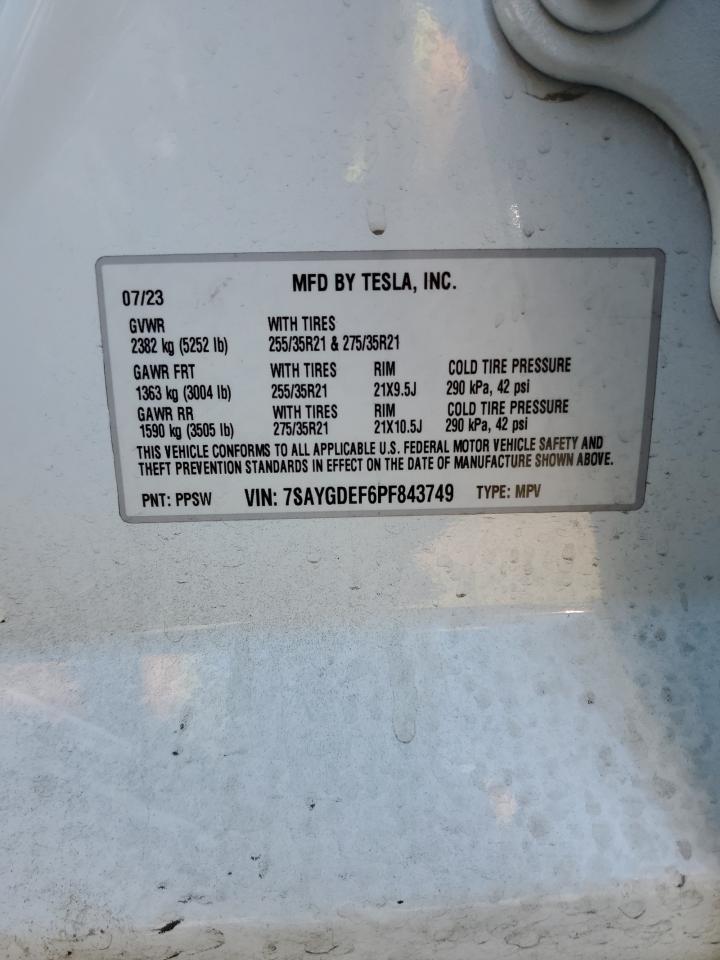 MFD BY TESLA, INC.
07/23
GVWR WITH TIRES
2382 kg (5252 lb) 255/35R21 & 275/35R21
GAWR FRT WITH TIRES RIM COLD TIRE PRESSURE
1363 kg (3004 lb) 255/35R21 21X9.5J 290 kPa, 42 psi
GAWR RR WITH TIRES RIM COLD TIRE PRESSURE
1590 kg (3505 lb) 275/35R21 21X10.5J 290 kPa, 42 psi
THIS VEHICLE CONFORMS TO ALL APPLICABLE U.S. FEDERAL MOTOR VEHICLE SAFETY AND
THEFT PREVENTION STANDARDS IN EFFECT ON THE DATE OF MANUFACTURE SHOWN ABOVE.
PNT: PPSW VIN: 7SAYGDEF6PF843749 TYPE: MPV